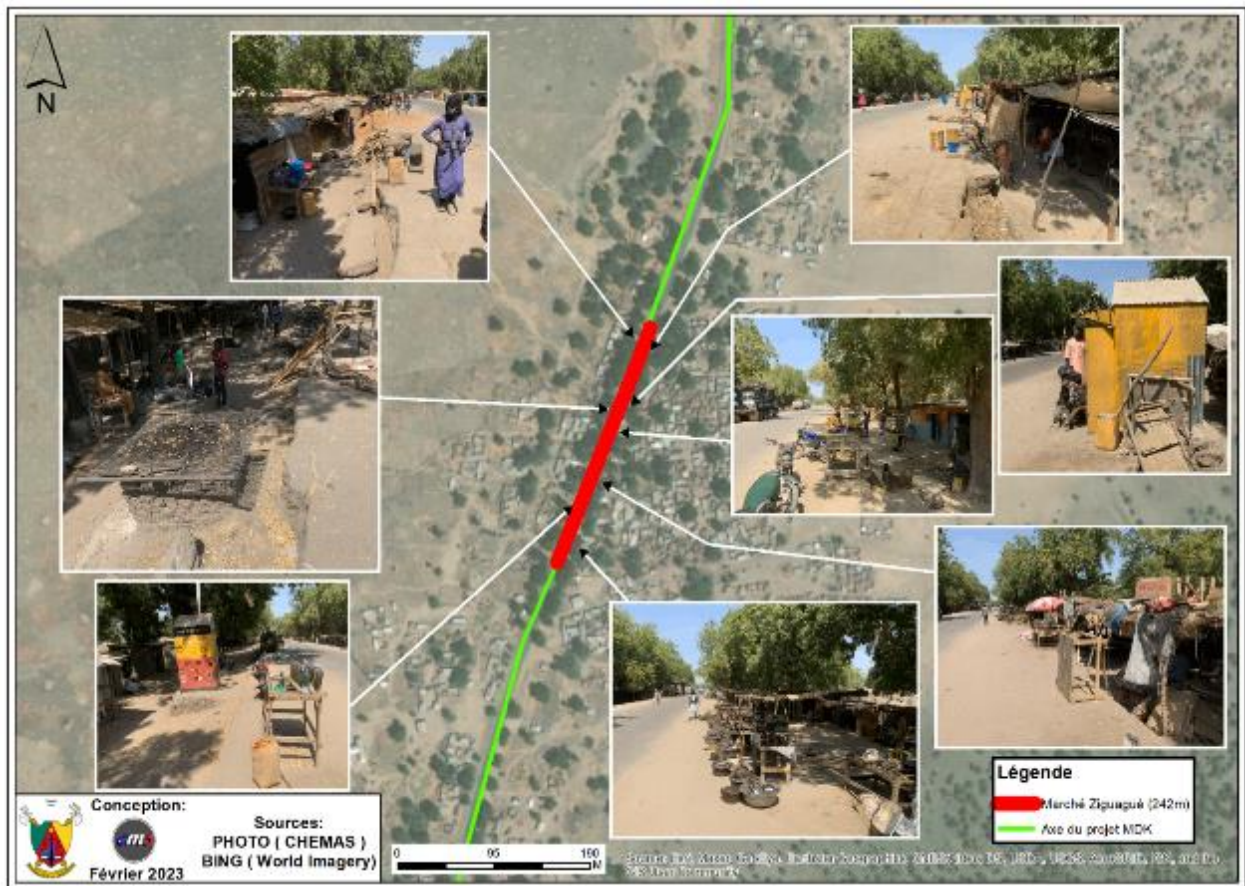 N
Légende
Marché Ziguagué (242m)
Axe du projet MDK
Conception:
Février 2023
Sources:
PHOTO ( CHEMAS )
BING ( World Imagery)
0 95 190
M